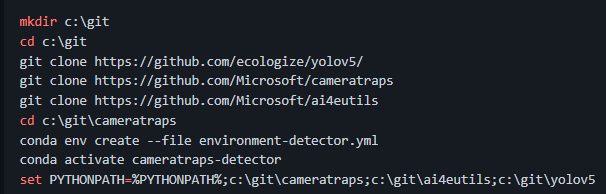 mkdir c:\git
cd c:\git
git clone https://github.com/ecologize/yolov5/
git clone https://github.com/Microsoft/cameratraps
git clone https://github.com/Microsoft/ai4eutils
cd c:\git\cameratraps
conda env create --file environment-detector.yml
conda activate cameratraps-detector
set PYTHONPATH=%PYTHONPATH%;c:\git\cameratraps;c:\git\ai4eutils;c:\git\yolov5